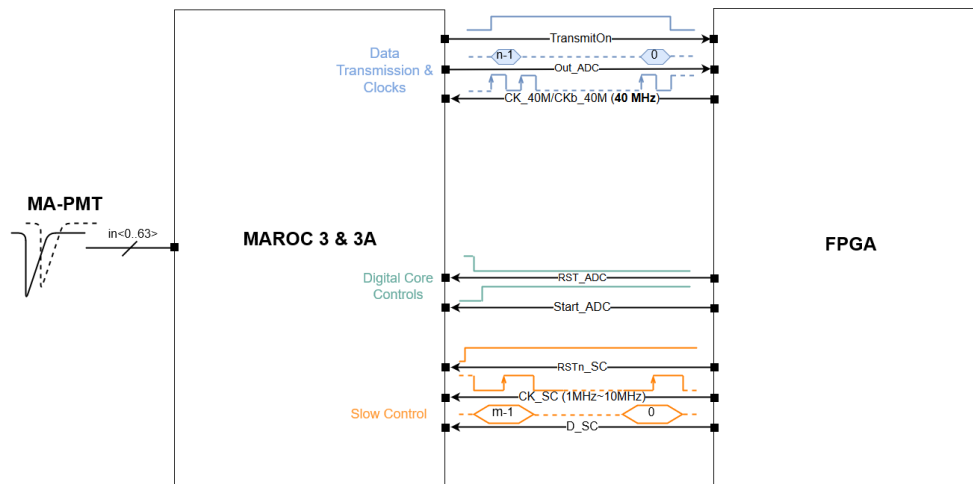 TransmitOn
Data
Transmission &
Clocks
n-1
0
Out_ADC
CK_40M/CKb_40M (40 MHz)
MA-PMT
in<0..63>
MAROC 3 & 3A
FPGA
Digital Core
Controls
RST_ADC
Start_ADC
RSTn_SC
CK_SC (1MHz~10MHz)
Slow Control
m-1
0
D_SC